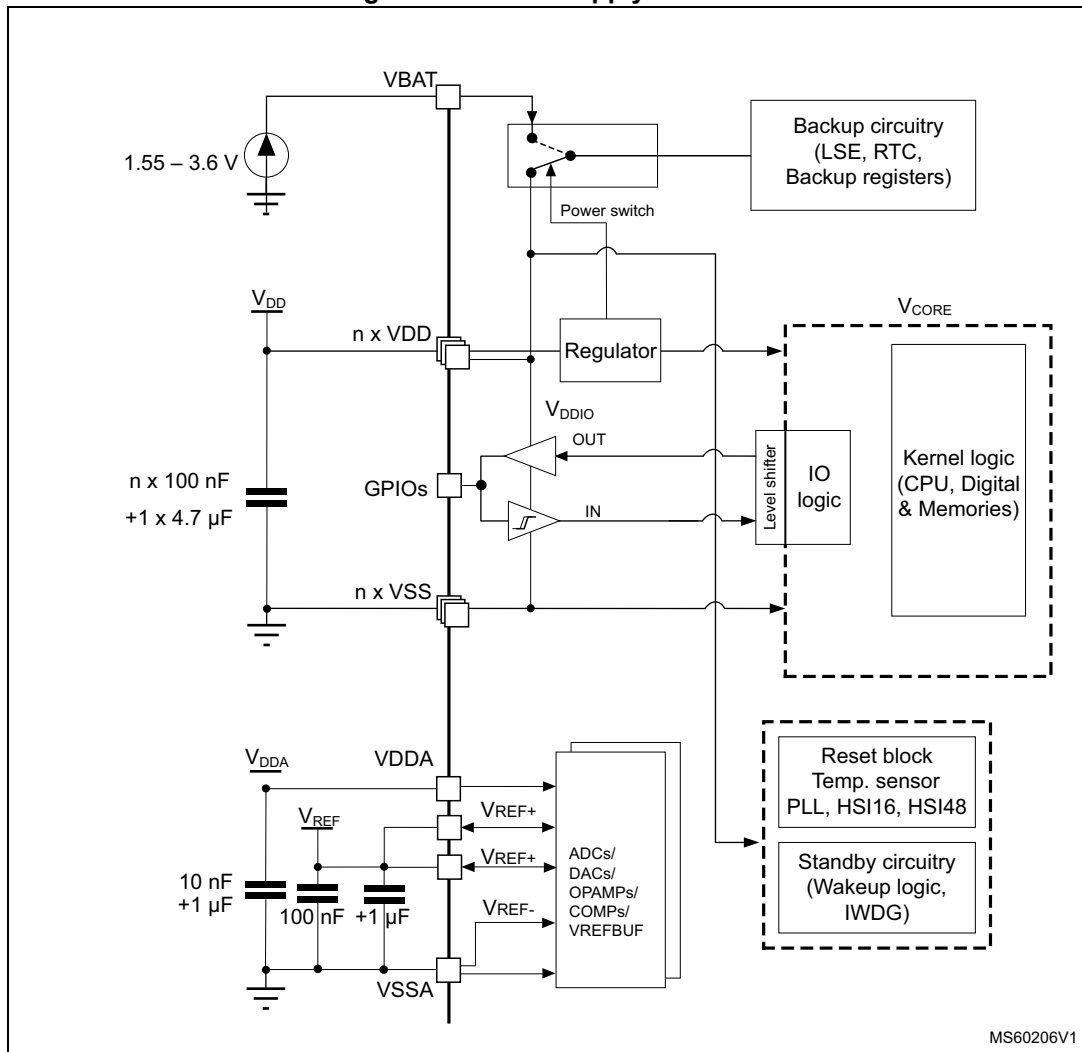 VBAT
1.55 – 3.6 V
Power switch
Backup circuitry
(LSE, RTC,
Backup registers)
VDD
n x VDD
Regulator
VCORE
VDDIO
OUT
n x 100 nF
+1 x 4.7 µF
GPIOs
IN
Level shifter
IO
logic
Kernel logic
(CPU, Digital
& Memories)
n x VSS
VDDA
VDDA
VREF
VREF+
VREF+
VREF-
10 nF
+1 µF
100 nF
+1 µF
VSSA
ADCs/
DACs/
OPAMPs/
COMPs/
VREFBUF
Reset block
Temp. sensor
PLL, HSI16, HSI48
Standby circuitry
(Wakeup logic,
IWDG)
MS60206V1